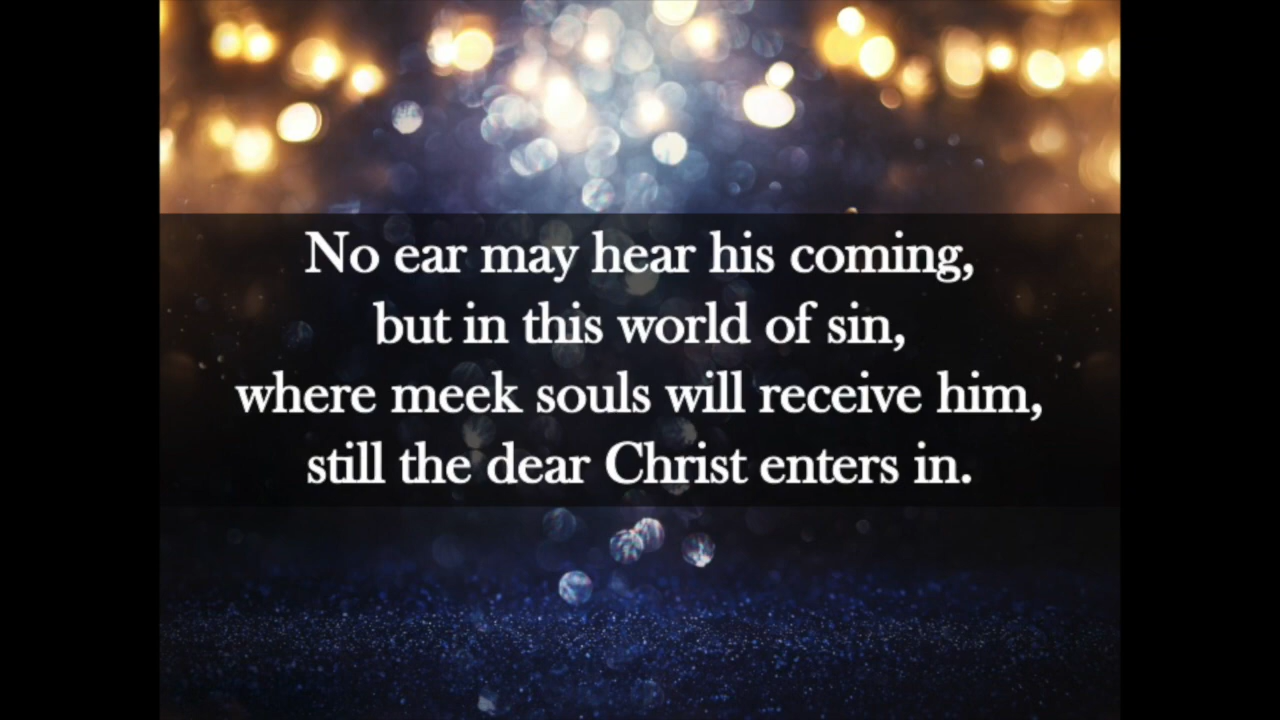 No ear may hear his coming,
but in this world of sin,
where meek souls will receive him,
still the dear Christ enters in.